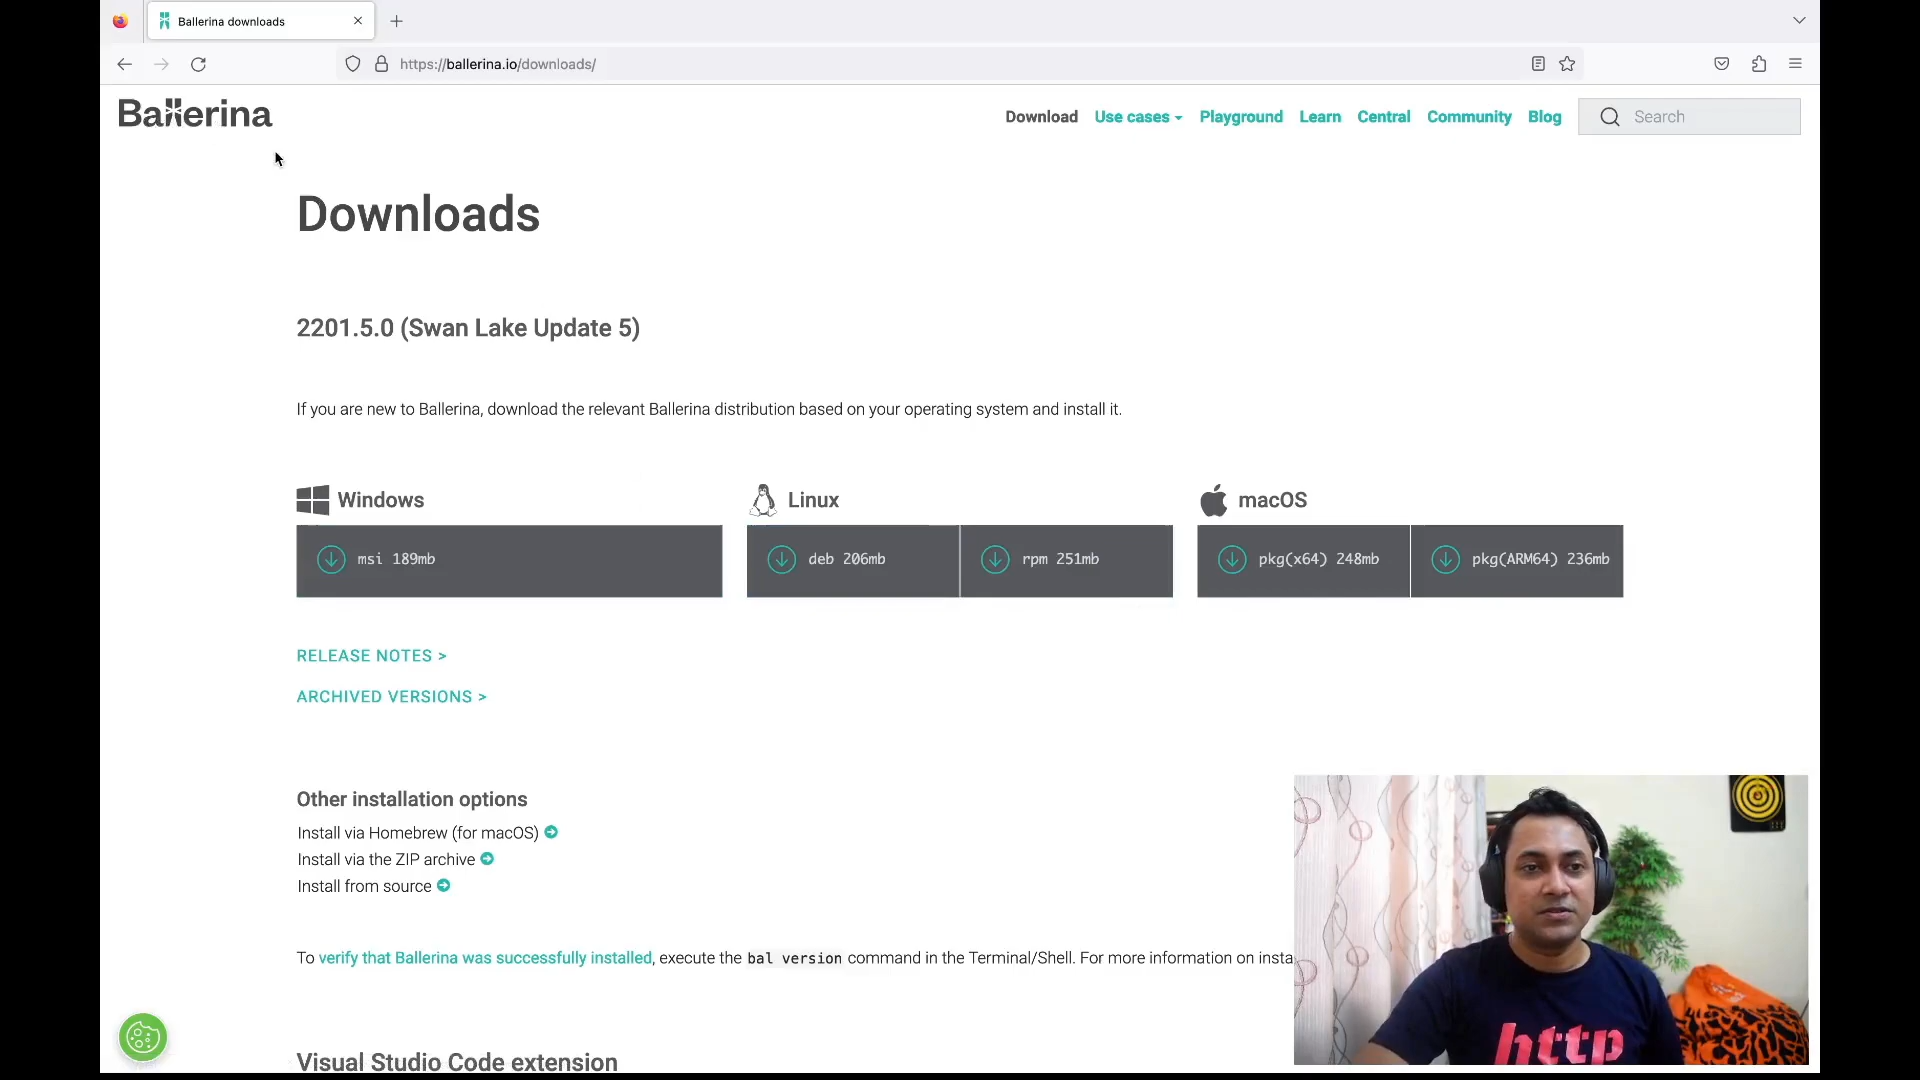 Ballerina downloads
https://ballerina.io/downloads/
Ballerina
Download Use cases Playground Learn Central Community Blog Search
Downloads
2201.5.0 (Swan Lake Update 5)
If you are new to Ballerina, download the relevant Ballerina distribution based on your operating system and install it.
Windows Linux macOS
msi 189mb deb 206mb rpm 251mb pkg(x64) 248mb pkg(ARM64) 236mb
RELEASE NOTES >
ARCHIVED VERSIONS >
Other installation options
Install via Homebrew (for macOS)
Install via the ZIP archive
Install from source
To verify that Ballerina was successfully installed, execute the bal version command in the Terminal/Shell. For more information on insta
http
Visual Studio Code extension